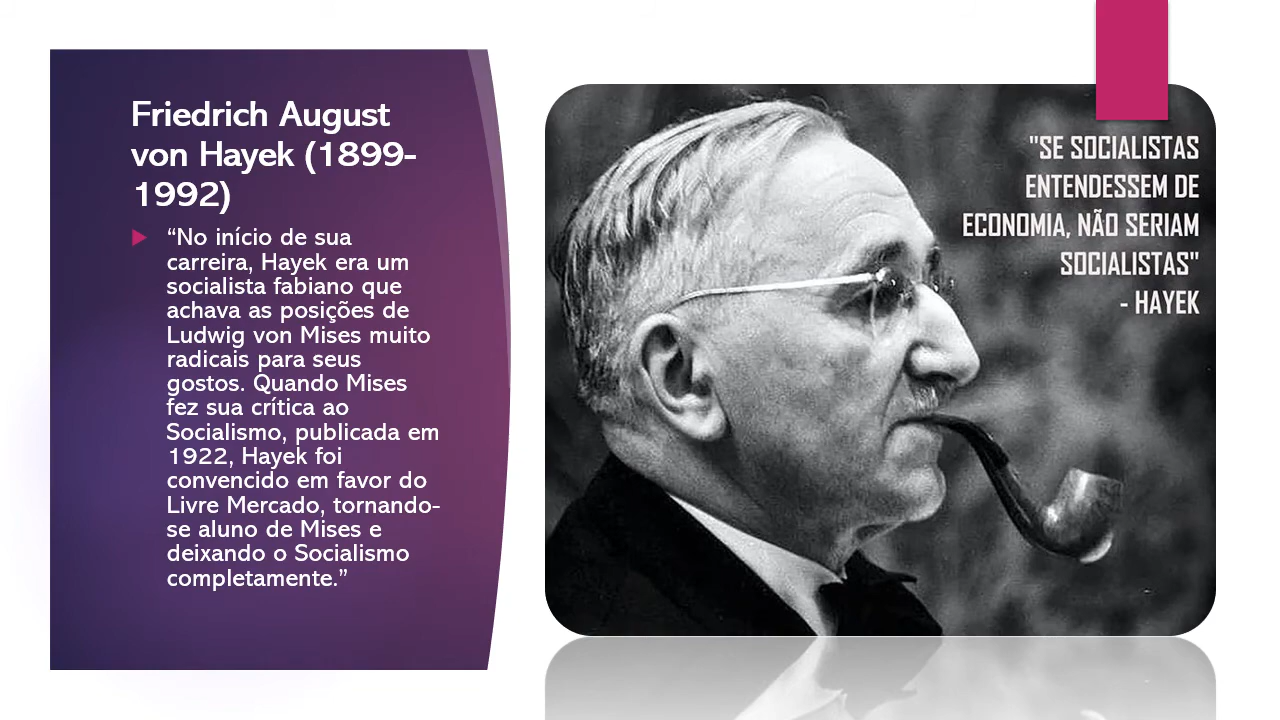 Friedrich August
von Hayek (1899-
1992)
“No início de sua
carreira, Hayek era um
socialista fabiano que
achava as posições de
Ludwig von Mises muito
radicais para seus
gostos. Quando Mises
fez sua crítica ao
Socialismo, publicada em
1922, Hayek foi
convencido em favor do
Livre Mercado, tornando-
se aluno de Mises e
deixando o Socialismo
completamente.”
"SE SOCIALISTAS
ENTENDESSEM DE
ECONOMIA, NÃO SERIAM
SOCIALISTAS"
- HAYEK